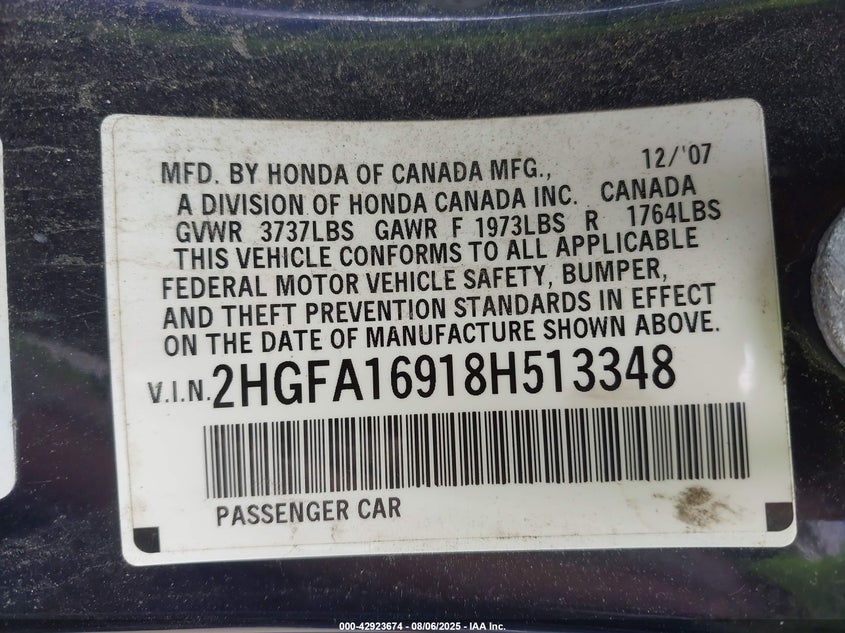 MFD. BY HONDA OF CANADA MFG., 12/'07
A DIVISION OF HONDA CANADA INC. CANADA
GVWR 3737LBS GAWR F 1973LBS R 1764LBS
THIS VEHICLE CONFORMS TO ALL APPLICABLE
FEDERAL MOTOR VEHICLE SAFETY, BUMPER,
AND THEFT PREVENTION STANDARDS IN EFFECT
ON THE DATE OF MANUFACTURE SHOWN ABOVE.
V.I.N. 2HGFA16918H513348
PASSENGER CAR
000-42923674 - 08/06/2025 - IAA Inc.